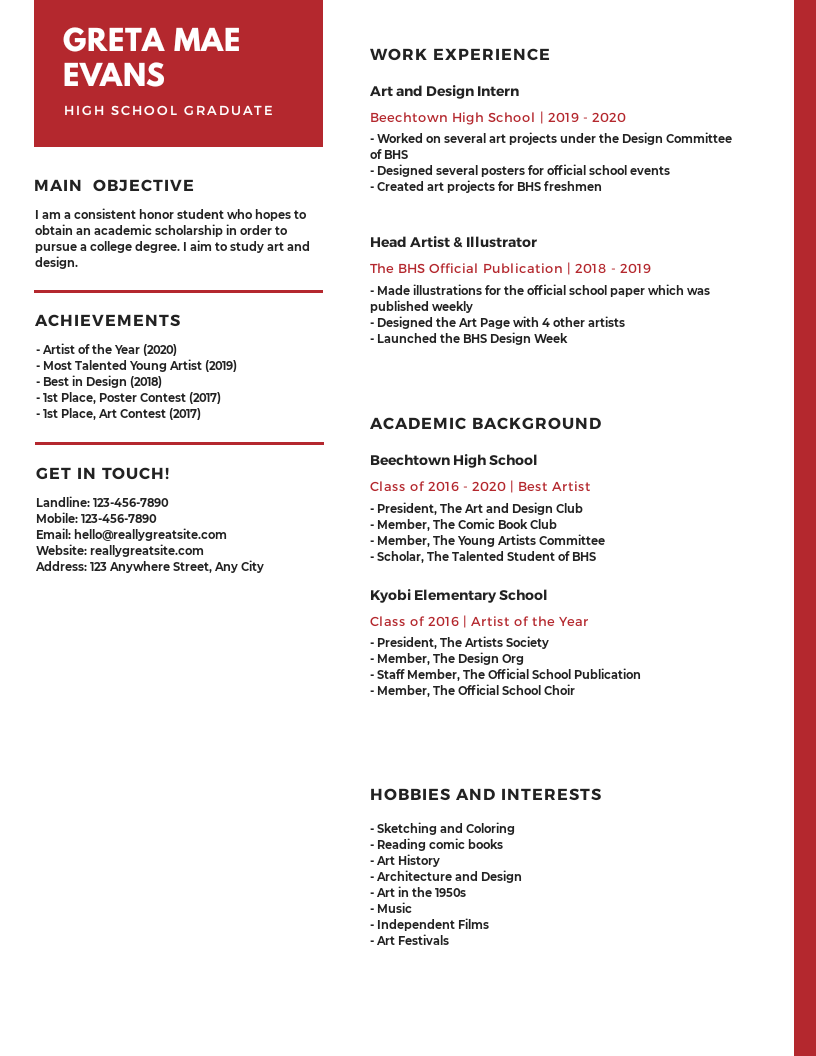 GRETA MAE
EVANS
HIGH SCHOOL GRADUATE
MAIN OBJECTIVE
I am a consistent honor student who hopes to
obtain an academic scholarship in order to
pursue a college degree. I aim to study art and
design.
ACHIEVEMENTS
- Artist of the Year (2020)
- Most Talented Young Artist (2019)
- Best in Design (2018)
- 1st Place, Poster Contest (2017)
- 1st Place, Art Contest (2017)
GET IN TOUCH!
Landline: 123-456-7890
Mobile: 123-456-7890
Email: hello@reallygreatsite.com
Website: reallygreatsite.com
Address: 123 Anywhere Street, Any City
WORK EXPERIENCE
Art and Design Intern
Beechtown High School | 2019 - 2020
- Worked on several art projects under the Design Committee
of BHS
- Designed several posters for official school events
- Created art projects for BHS freshmen
Head Artist & Illustrator
The BHS Official Publication | 2018 - 2019
- Made illustrations for the official school paper which was
published weekly
- Designed the Art Page with 4 other artists
- Launched the BHS Design Week
ACADEMIC BACKGROUND
Beechtown High School
Class of 2016 - 2020 | Best Artist
- President, The Art and Design Club
- Member, The Comic Book Club
- Member, The Young Artists Committee
- Scholar, The Talented Student of BHS
Kyobi Elementary School
Class of 2016 | Artist of the Year
- President, The Artists Society
- Member, The Design Org
- Staff Member, The Official School Publication
- Member, The Official School Choir
HOBBIES AND INTERESTS
- Sketching and Coloring
- Reading comic books
- Art History
- Architecture and Design
- Art in the 1950s
- Music
- Independent Films
- Art Festivals